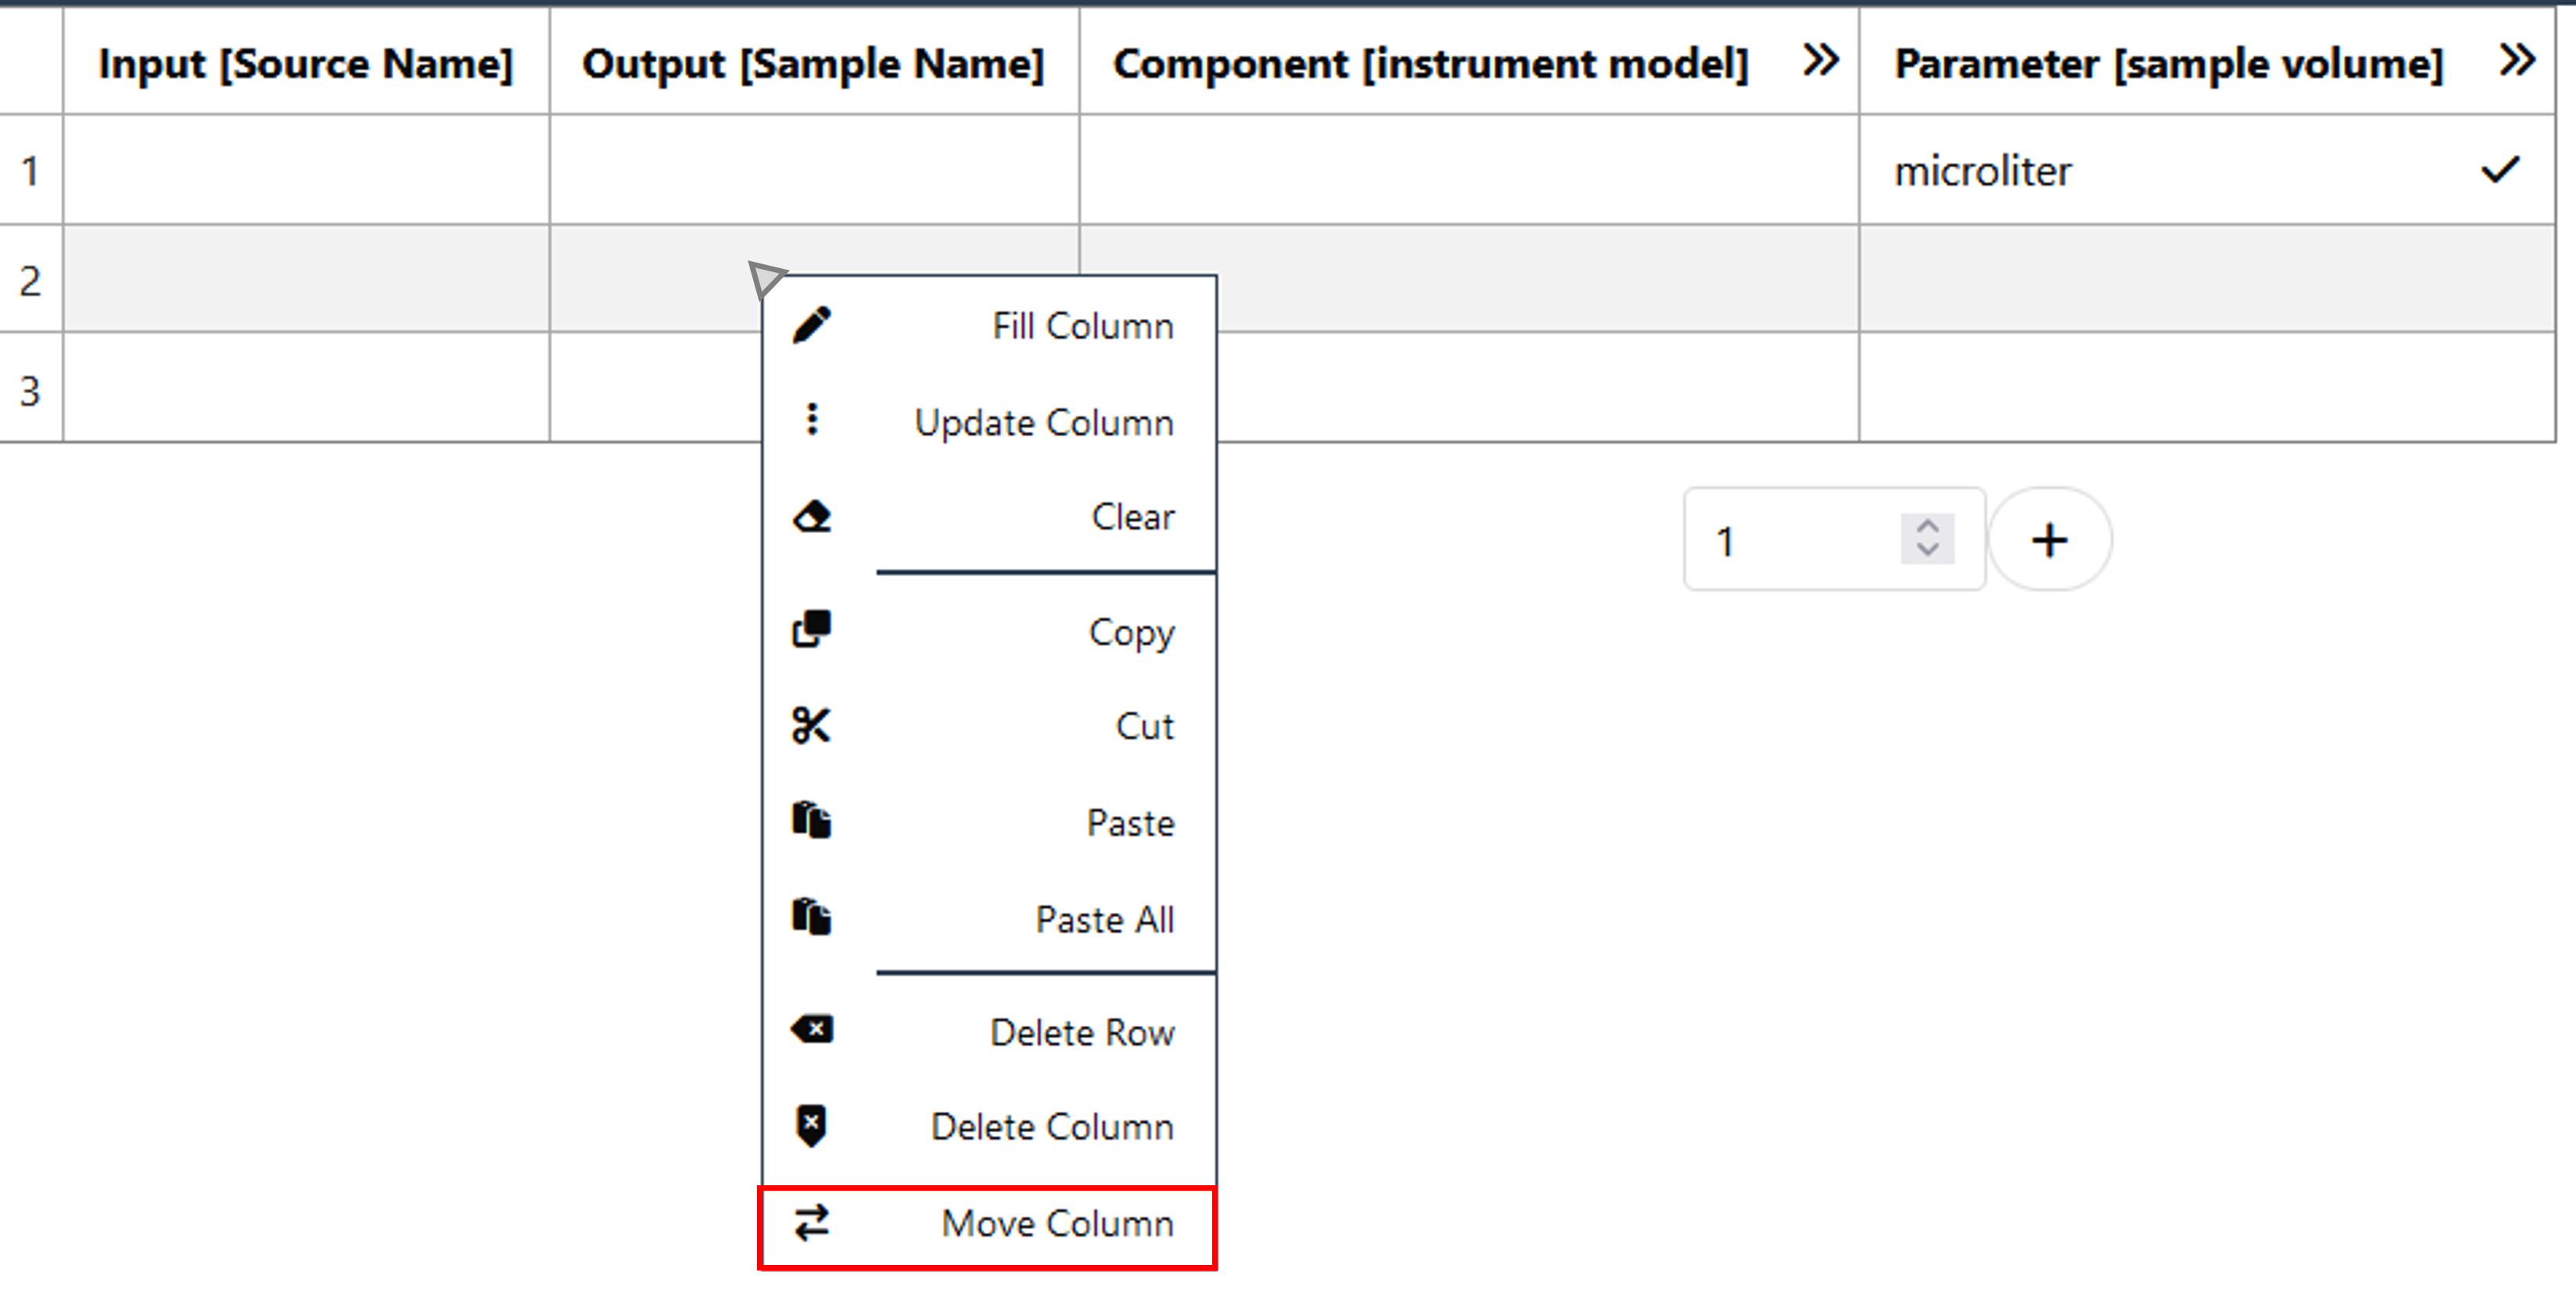 Input [Source Name] Output [Sample Name] Component [instrument model] Parameter [sample volume]
1 microliter
2
3
Fill Column
Update Column
Clear
1
Copy
Cut
Paste
Paste All
Delete Row
Delete Column
Move Column